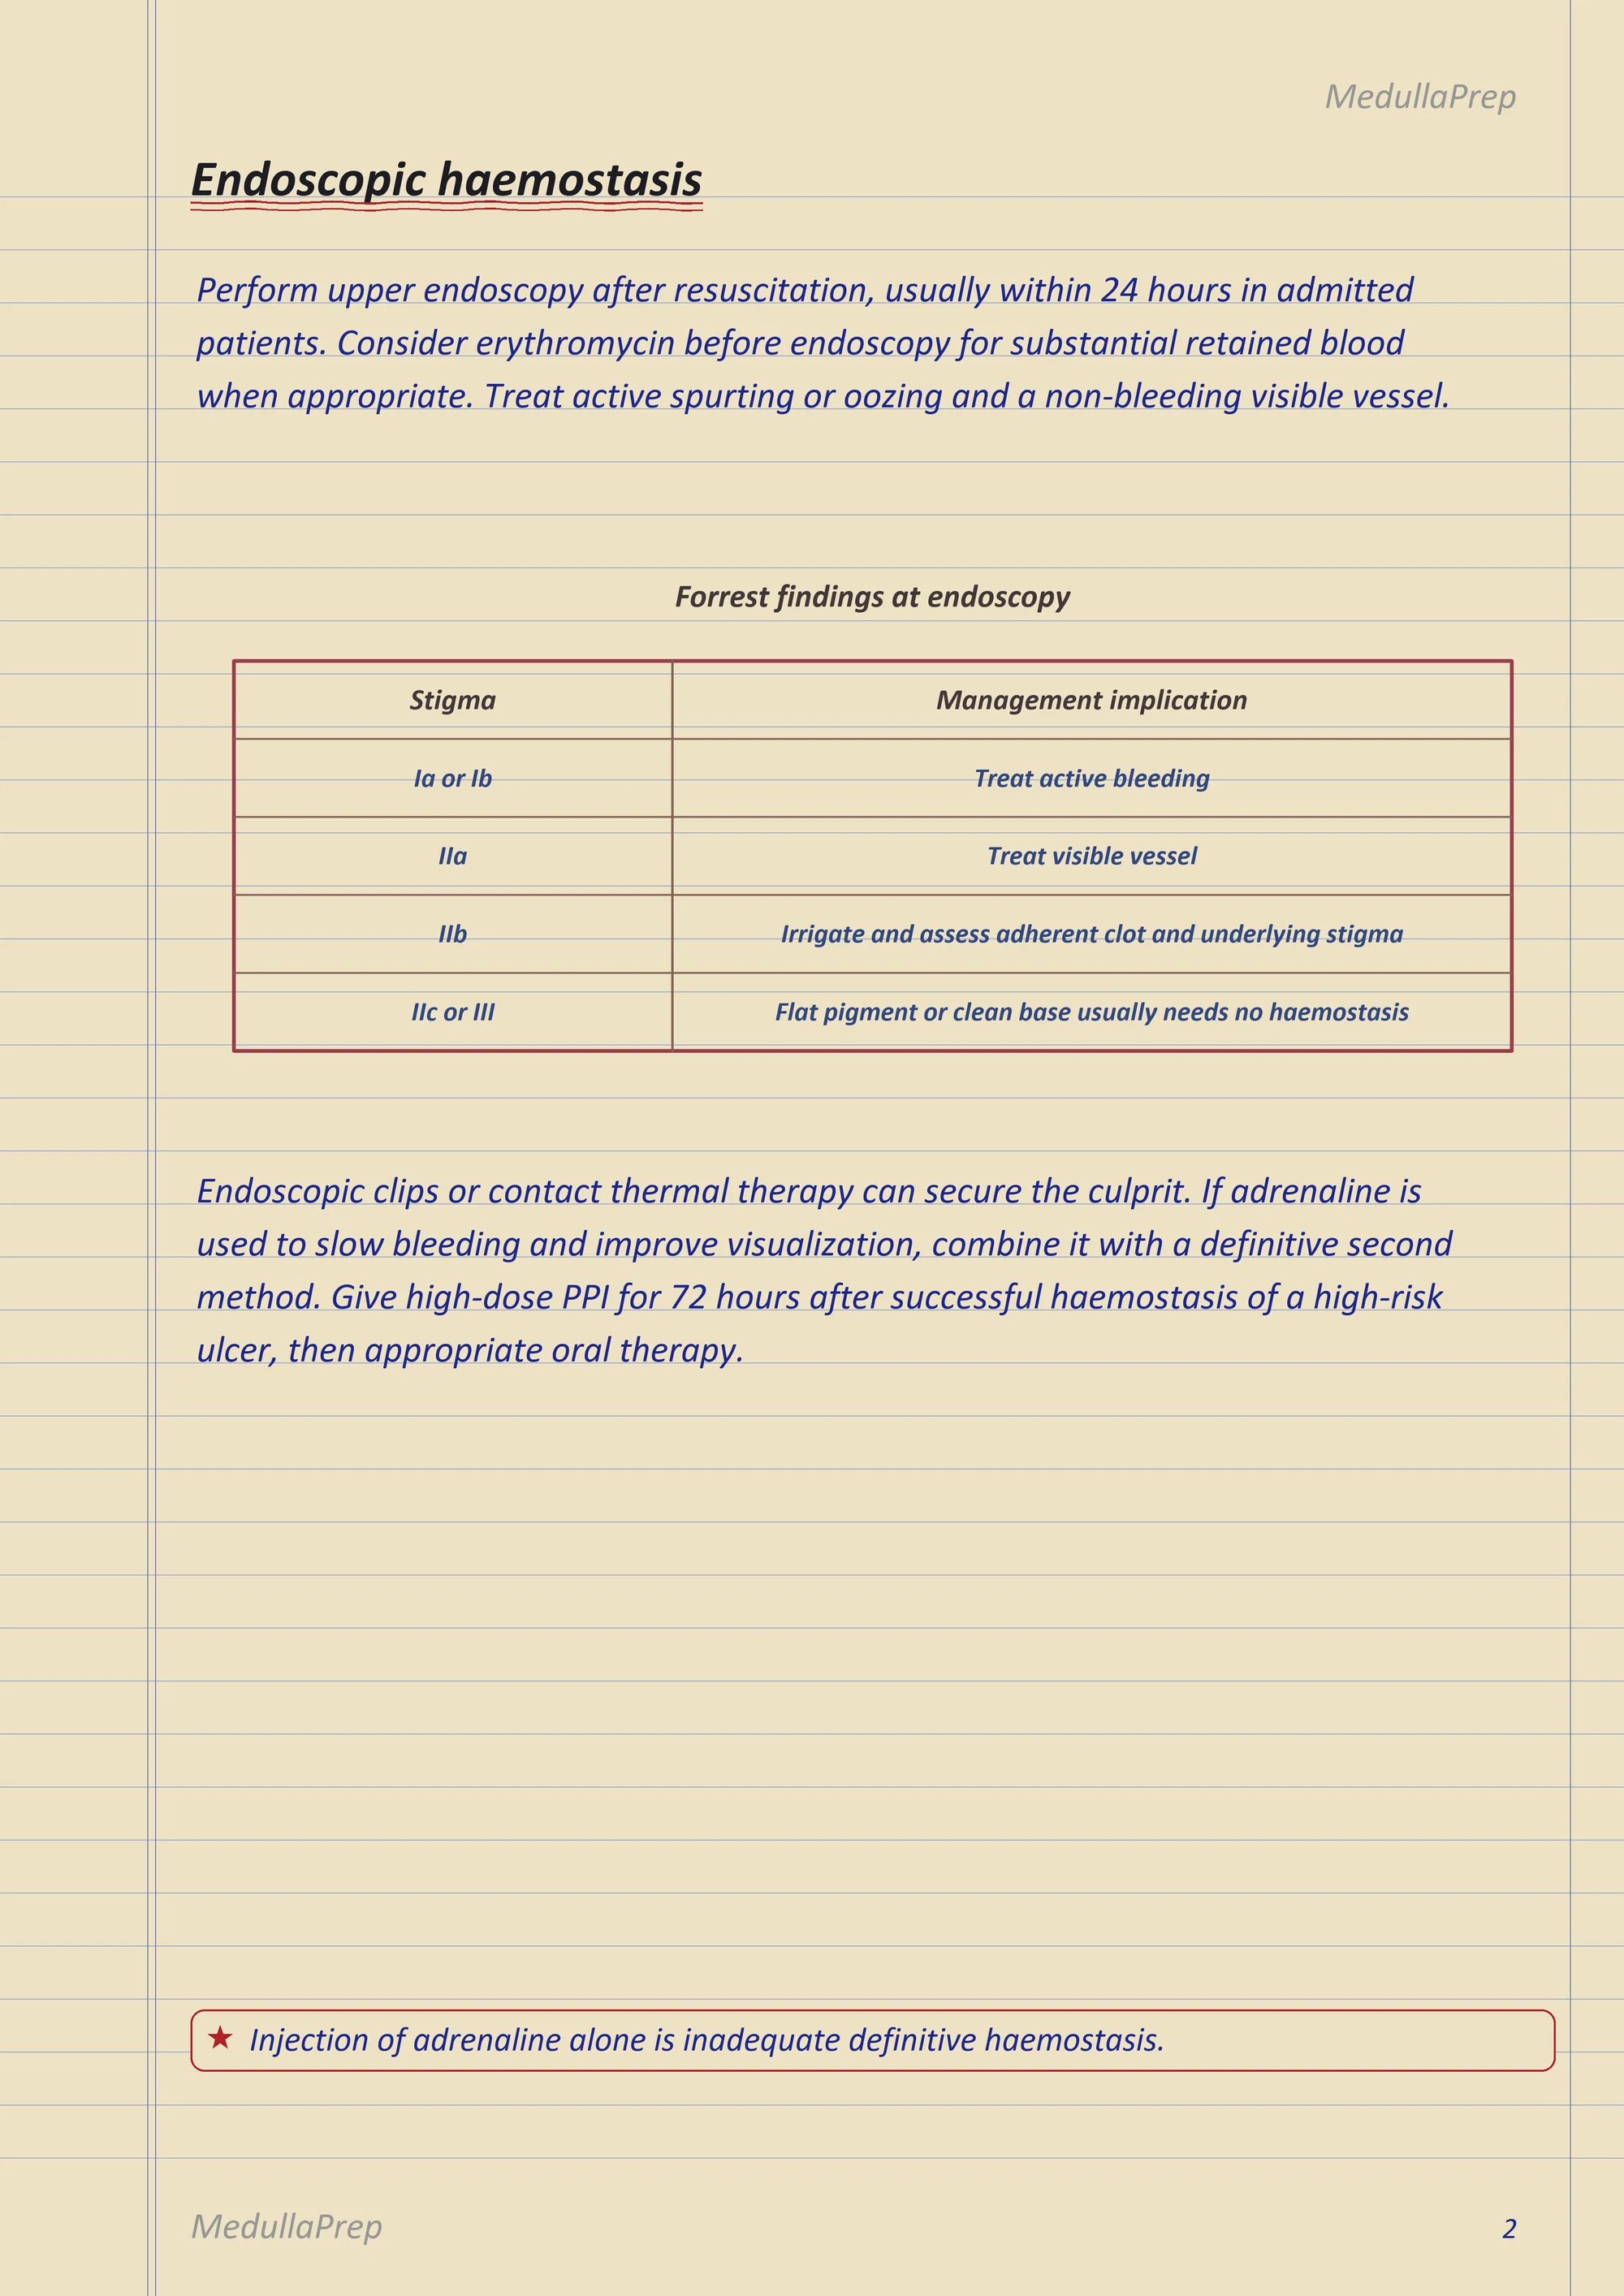 MedullaPrep
Endoscopic haemostasis
Perform upper endoscopy after resuscitation, usually within 24 hours in admitted
patients. Consider erythromycin before endoscopy for substantial retained blood
when appropriate. Treat active spurting or oozing and a non-bleeding visible vessel.
Forrest findings at endoscopy
Stigma Management implication
Ia or Ib Treat active bleeding
IIa Treat visible vessel
IIb Irrigate and assess adherent clot and underlying stigma
IIc or III Flat pigment or clean base usually needs no haemostasis
Endoscopic clips or contact thermal therapy can secure the culprit. If adrenaline is
used to slow bleeding and improve visualization, combine it with a definitive second
method. Give high-dose PPI for 72 hours after successful haemostasis of a high-risk
ulcer, then appropriate oral therapy.
★ Injection of adrenaline alone is inadequate definitive haemostasis.
MedullaPrep 2